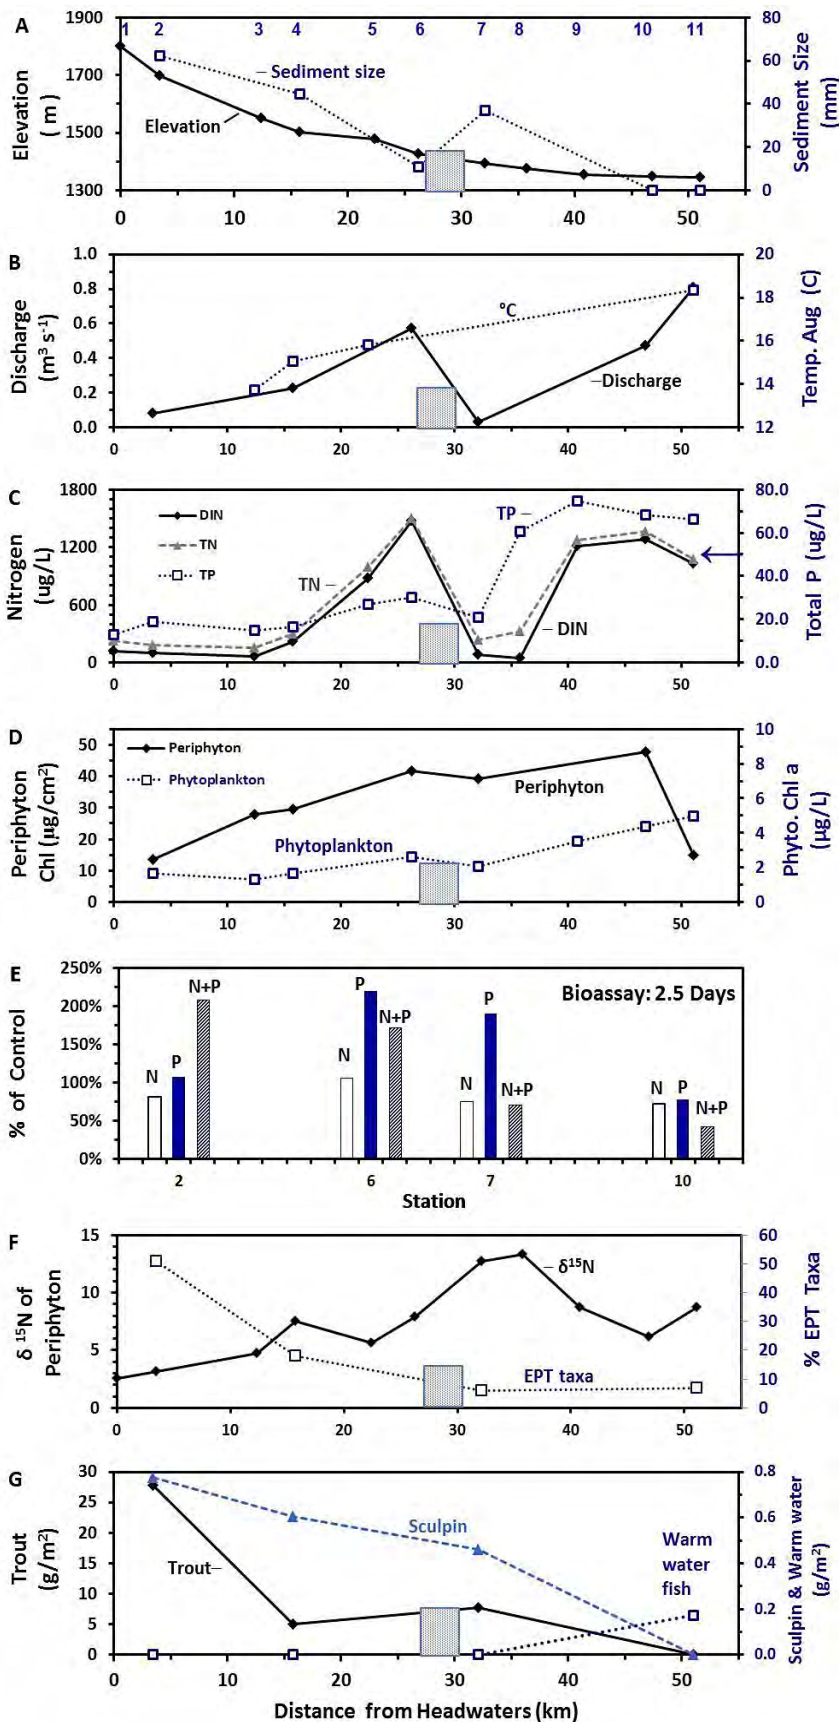 A
1900
1700
1500
1300
Elevation
( m )
1 2 3 4 5 6 7 8 9 10 11
80
60
40
20
0
Sediment Size
(mm)
– Sediment size
Elevation
0 10 20 30 40 50
B
1.0
0.8
0.6
0.4
0.2
0.0
Discharge
(m³ s⁻¹)
20
18
16
14
12
Temp. Aug (C)
°C
–Discharge
0 10 20 30 40 50
C
1800
1200
600
0
Nitrogen
(ug/L)
DIN
TN
TP
TP –
TN –
– DIN
80.0
60.0
40.0
20.0
0.0
Total P (ug/L)
0 10 20 30 40 50
D
50
40
30
20
10
0
Periphyton
Chl (µg/cm²)
Periphyton
Phytoplankton
Periphyton
Phytoplankton
10
8
6
4
2
0
Phyto. Chl a
(µg/L)
0 10 20 30 40 50
E
250%
200%
150%
100%
50%
0%
% of Control
Bioassay: 2.5 Days
N P N+P
N P N+P
N P N+P
N P N+P
2 6 7 10
Station
F
15
10
5
0
δ ¹⁵N of
Periphyton
– δ¹⁵N
EPT taxa
60
50
40
30
20
10
0
% EPT Taxa
0 10 20 30 40 50
G
30
25
20
15
10
5
0
Trout
(g/m²)
Sculpin
Trout–
Warm
water
fish
0.8
0.6
0.4
0.2
0.0
Sculpin & Warm water
(g/m²)
0 10 20 30 40 50
Distance from Headwaters (km)